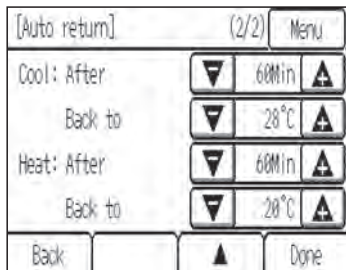 [Auto return] (2/2) Menu
Cool: After 60Min
Back to 28°C
Heat: After 60Min
Back to 20°C
Back Done